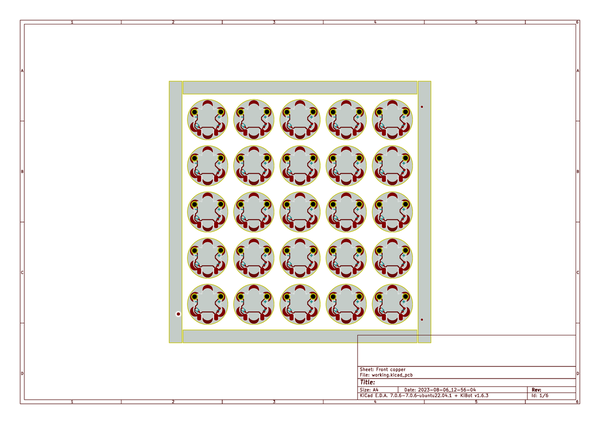 1 2 3 4 5 6
A A
B B
C C
D D
Sheet: Front copper
File: working.kicad_pcb
Title:
Size: A4 Date: 2023-08-06_12-56-04 Rev:
KiCad E.D.A. 7.0.6-7.0.6~ubuntu22.04.1 + KiBot v1.6.3 Id: 1/6
1 2 3 4 5 6